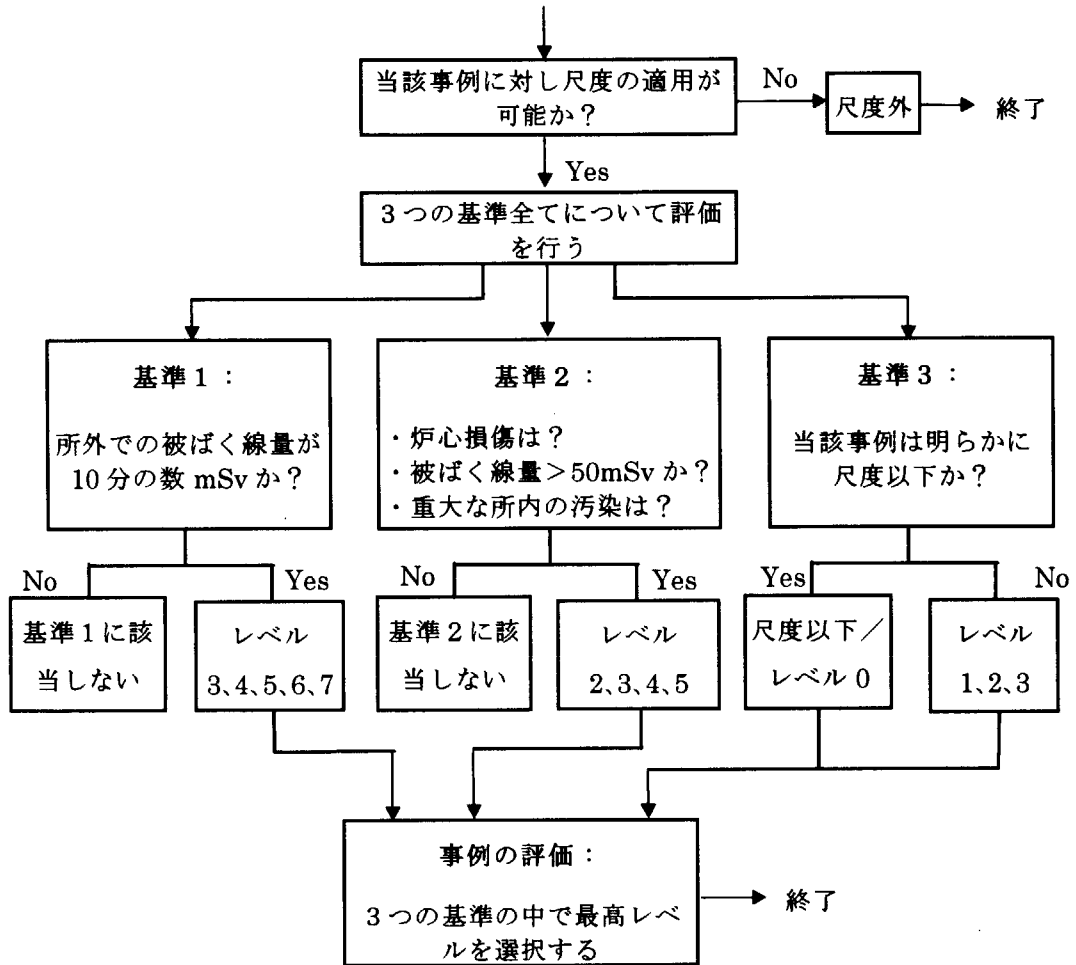 当該事例に対し尺度の適用が
可能か？
No
尺度外
終了
Yes
３つの基準全てについて評価
を行う
基準１：
所外での被ばく線量が
10分の数 mSv か？
基準２：
・炉心損傷は？
・被ばく線量＞50mSv か？
・重大な所内の汚染は？
基準３：
当該事例は明らかに
尺度以下か？
No
Yes
No
Yes
Yes
No
基準１に該
当しない
レベル
3、4、5、6、7
基準２に該
当しない
レベル
2、3、4、5
尺度以下／
レベル 0
レベル
1、2、3
事例の評価：
３つの基準の中で最高レベ
ルを選択する
終了